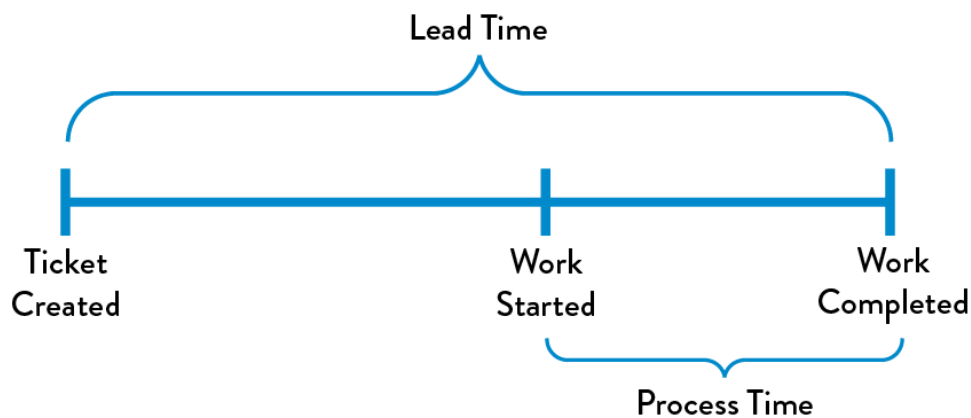 Lead Time
Ticket
Created
Work
Started
Work
Completed
Process Time